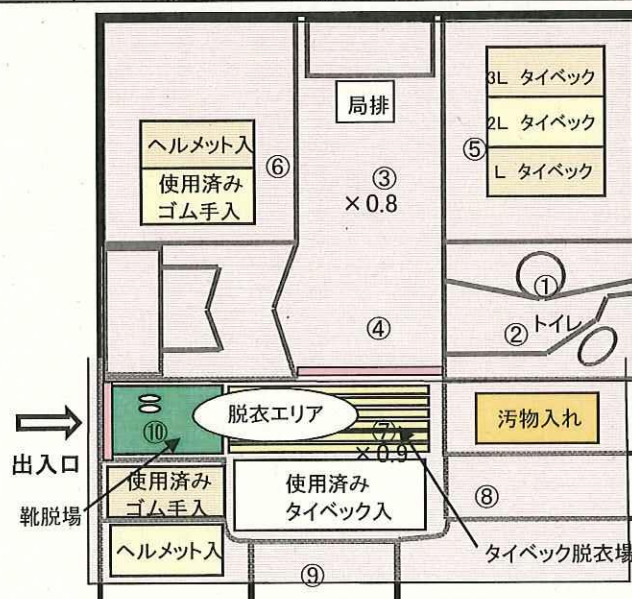 局排
3L タイベック
2L タイベック
L タイベック
ヘルメット入
使用済み
ゴム手入
⑥
③
×0.8
⑤
①
④
②
トイレ
出入口
⑩
脱衣エリア
⑦
×0.9
汚物入れ
靴脱場
使用済み
ゴム手入
使用済み
タイベック入
⑧
ヘルメット入
タイベック脱衣場
⑨